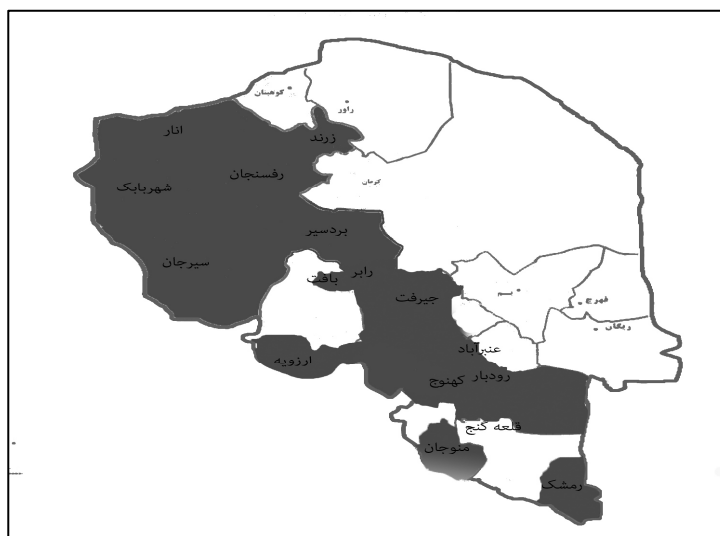 کوهبنان
راور
انار
زرند
رفسنجان
کرمان
شهربابک
بردسیر
سیرجان
رابر
بافت
جیرفت
بم
فهرج
ریگان
عنبرآباد
ارزویه
رودبار
کهنوج
قلعه گنج
منوجان
رمشک